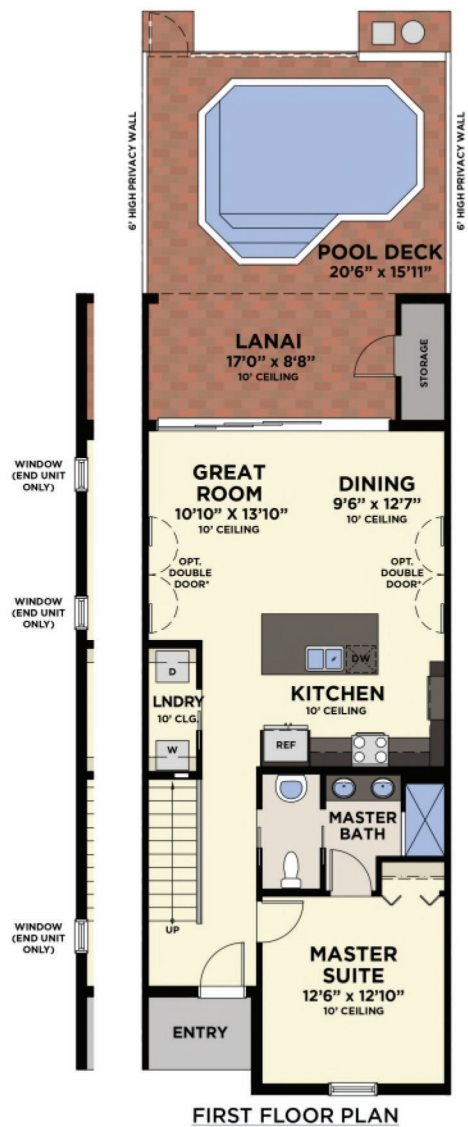 6' HIGH PRIVACY WALL
6' HIGH PRIVACY WALL
POOL DECK
20'6" x 15'11"
LANAI
17'0" x 8'8"
10' CEILING
STORAGE
WINDOW
(END UNIT
ONLY)
GREAT
ROOM
10'10" x 13'10"
10' CEILING
DINING
9'6" x 12'7"
10' CEILING
OPT.
DOUBLE
DOOR*
OPT.
DOUBLE
DOOR*
WINDOW
(END UNIT
ONLY)
DW
D
LNDRY
10' CLG.
W
KITCHEN
10' CEILING
REF
MASTER
BATH
UP
WINDOW
(END UNIT
ONLY)
MASTER
SUITE
12'6" x 12'10"
10' CEILING
ENTRY
FIRST FLOOR PLAN